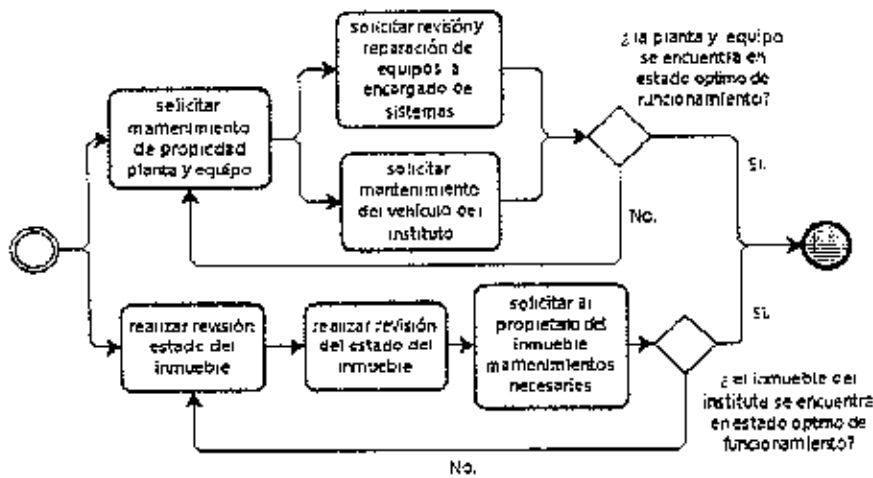 solicitar revisión y
reparación de
equipos a
encargado de
sistemas
¿la planta y equipo
se encuentra en
estado optimo de
funcionamiento?
solicitar
mantenimiento
de propiedad
planta y equipo
solicitar
mantenimiento
del vehículo del
instituto
Si.
No.
realizar revisión
estado del
inmueble
realizar revisión
del estado del
inmueble
solicitar al
propietario del
inmueble
mantenimientos
necesarios
Si.
¿el inmueble del
instituto se encuentra
en estado optimo de
funcionamiento?
No.